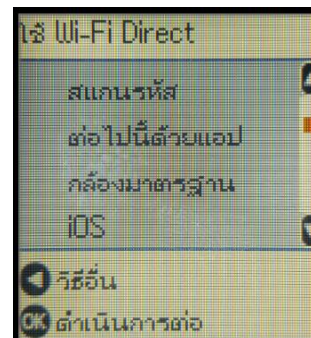 ใช้ Wi-Fi Direct
สแกนรหัส
ต่อไปนี้ด้วยแอป
กล้องมาตรฐาน
iOS
วิธีอื่น
OK ดำเนินการต่อ